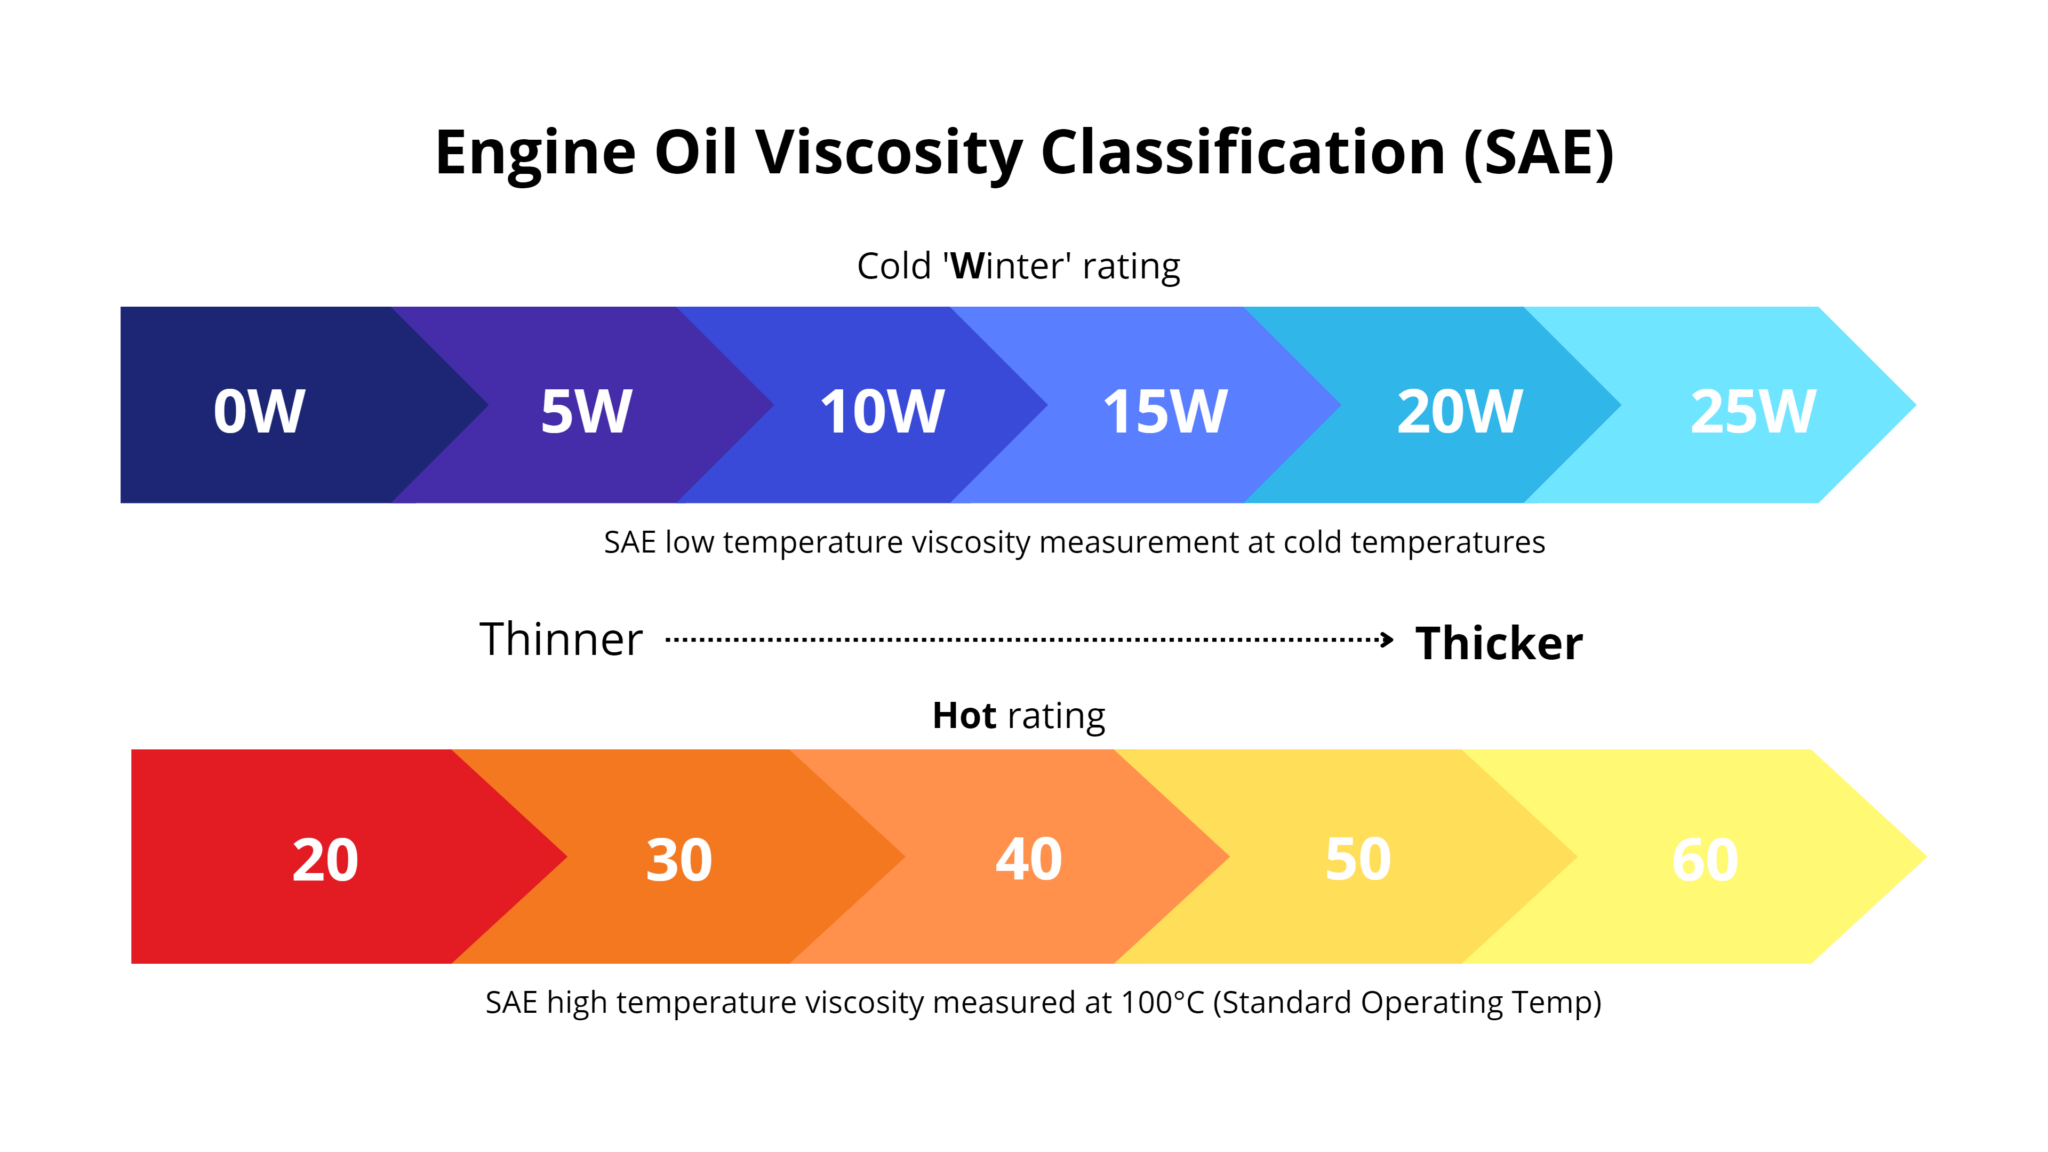 Engine Oil Viscosity Classification (SAE)
Cold 'Winter' rating
0W 5W 10W 15W 20W 25W
SAE low temperature viscosity measurement at cold temperatures
Thinner Thicker
Hot rating
20 30 40 50 60
SAE high temperature viscosity measured at 100°C (Standard Operating Temp)